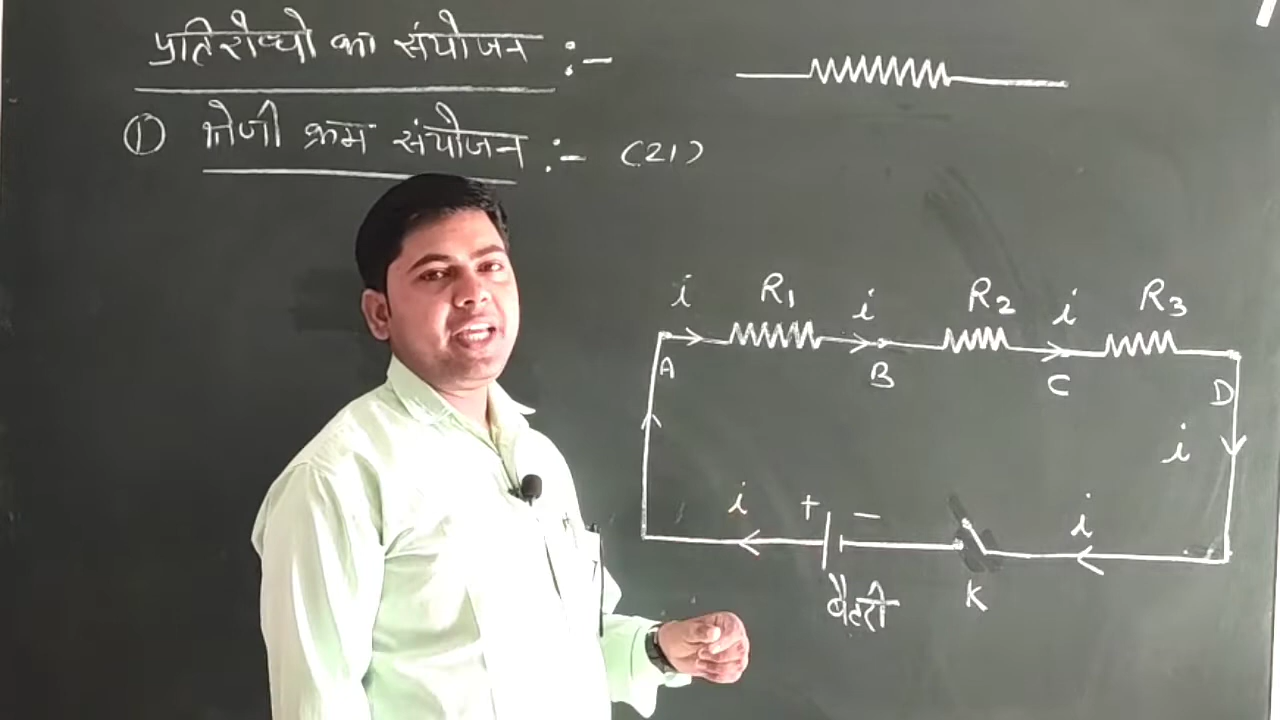 प्रतिरोधो का संयोजन :-
① श्रेणी क्रम संयोजन :- (21)
i R1 i R2 i R3
A B C D
i
i + - i
बैटरी K